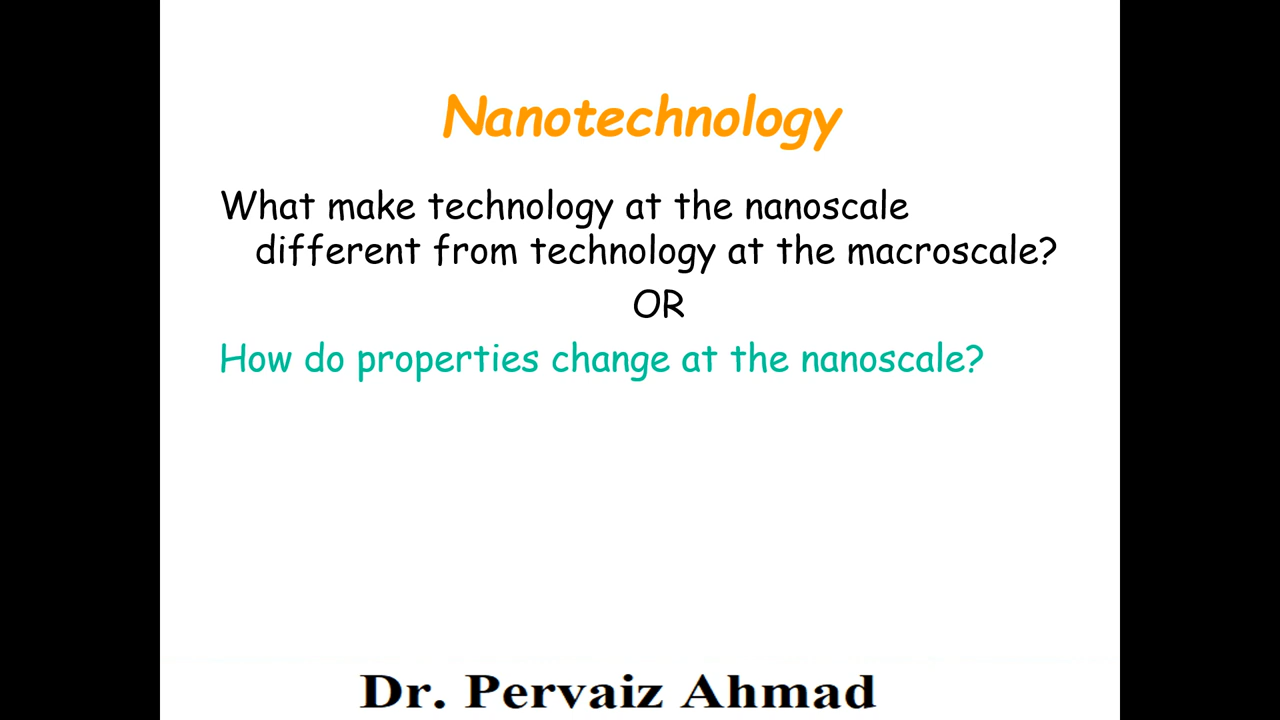 Nanotechnology
What make technology at the nanoscale
different from technology at the macroscale?
OR
How do properties change at the nanoscale?
Dr. Pervaiz Ahmad